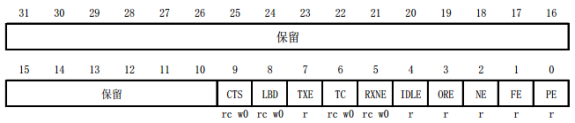 31 30 29 28 27 26 25 24 23 22 21 20 19 18 17 16
保留
15 14 13 12 11 10 9 8 7 6 5 4 3 2 1 0
保留 CTS LBD TXE TC RXNE IDLE ORE NE FE PE
rc w0 rc w0 r rc w0 rc w0 r r r r r